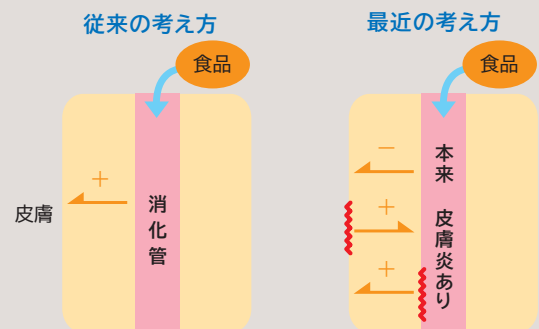 従来の考え方
食品
+
皮膚
消化管
最近の考え方
食品
−
+
+
本来 皮膚炎あり